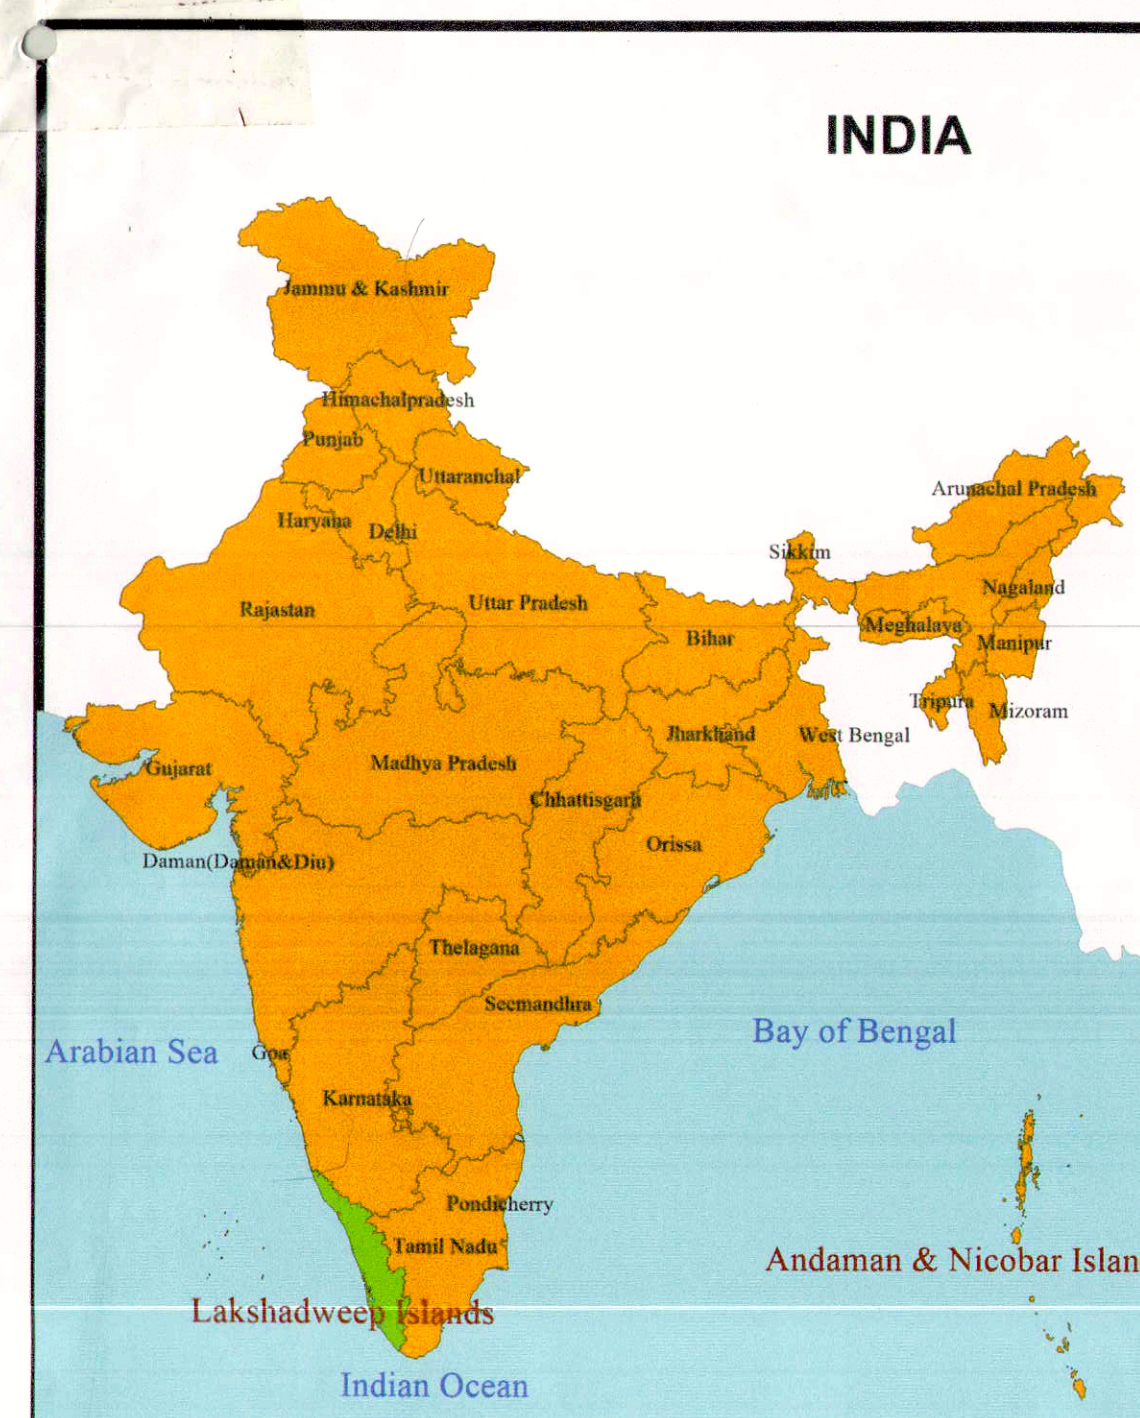 INDIA
Jammu & Kashmir
Himachalpradesh
Punjab
Uttaranchal
Arunachal Pradesh
Haryana
Delhi
Sikkim
Nagaland
Rajastan
Uttar Pradesh
Meghalaya
Bihar
Manipur
Tripura
Mizoram
Jharkhand
West Bengal
Gujarat
Madhya Pradesh
Chhattisgarh
Orissa
Daman(Daman&Diu)
Thelagana
Seemandhra
Bay of Bengal
Arabian Sea
Goa
Karnataka
Pondicherry
Tamil Nadu
Andaman & Nicobar Islan
Lakshadweep Islands
Indian Ocean